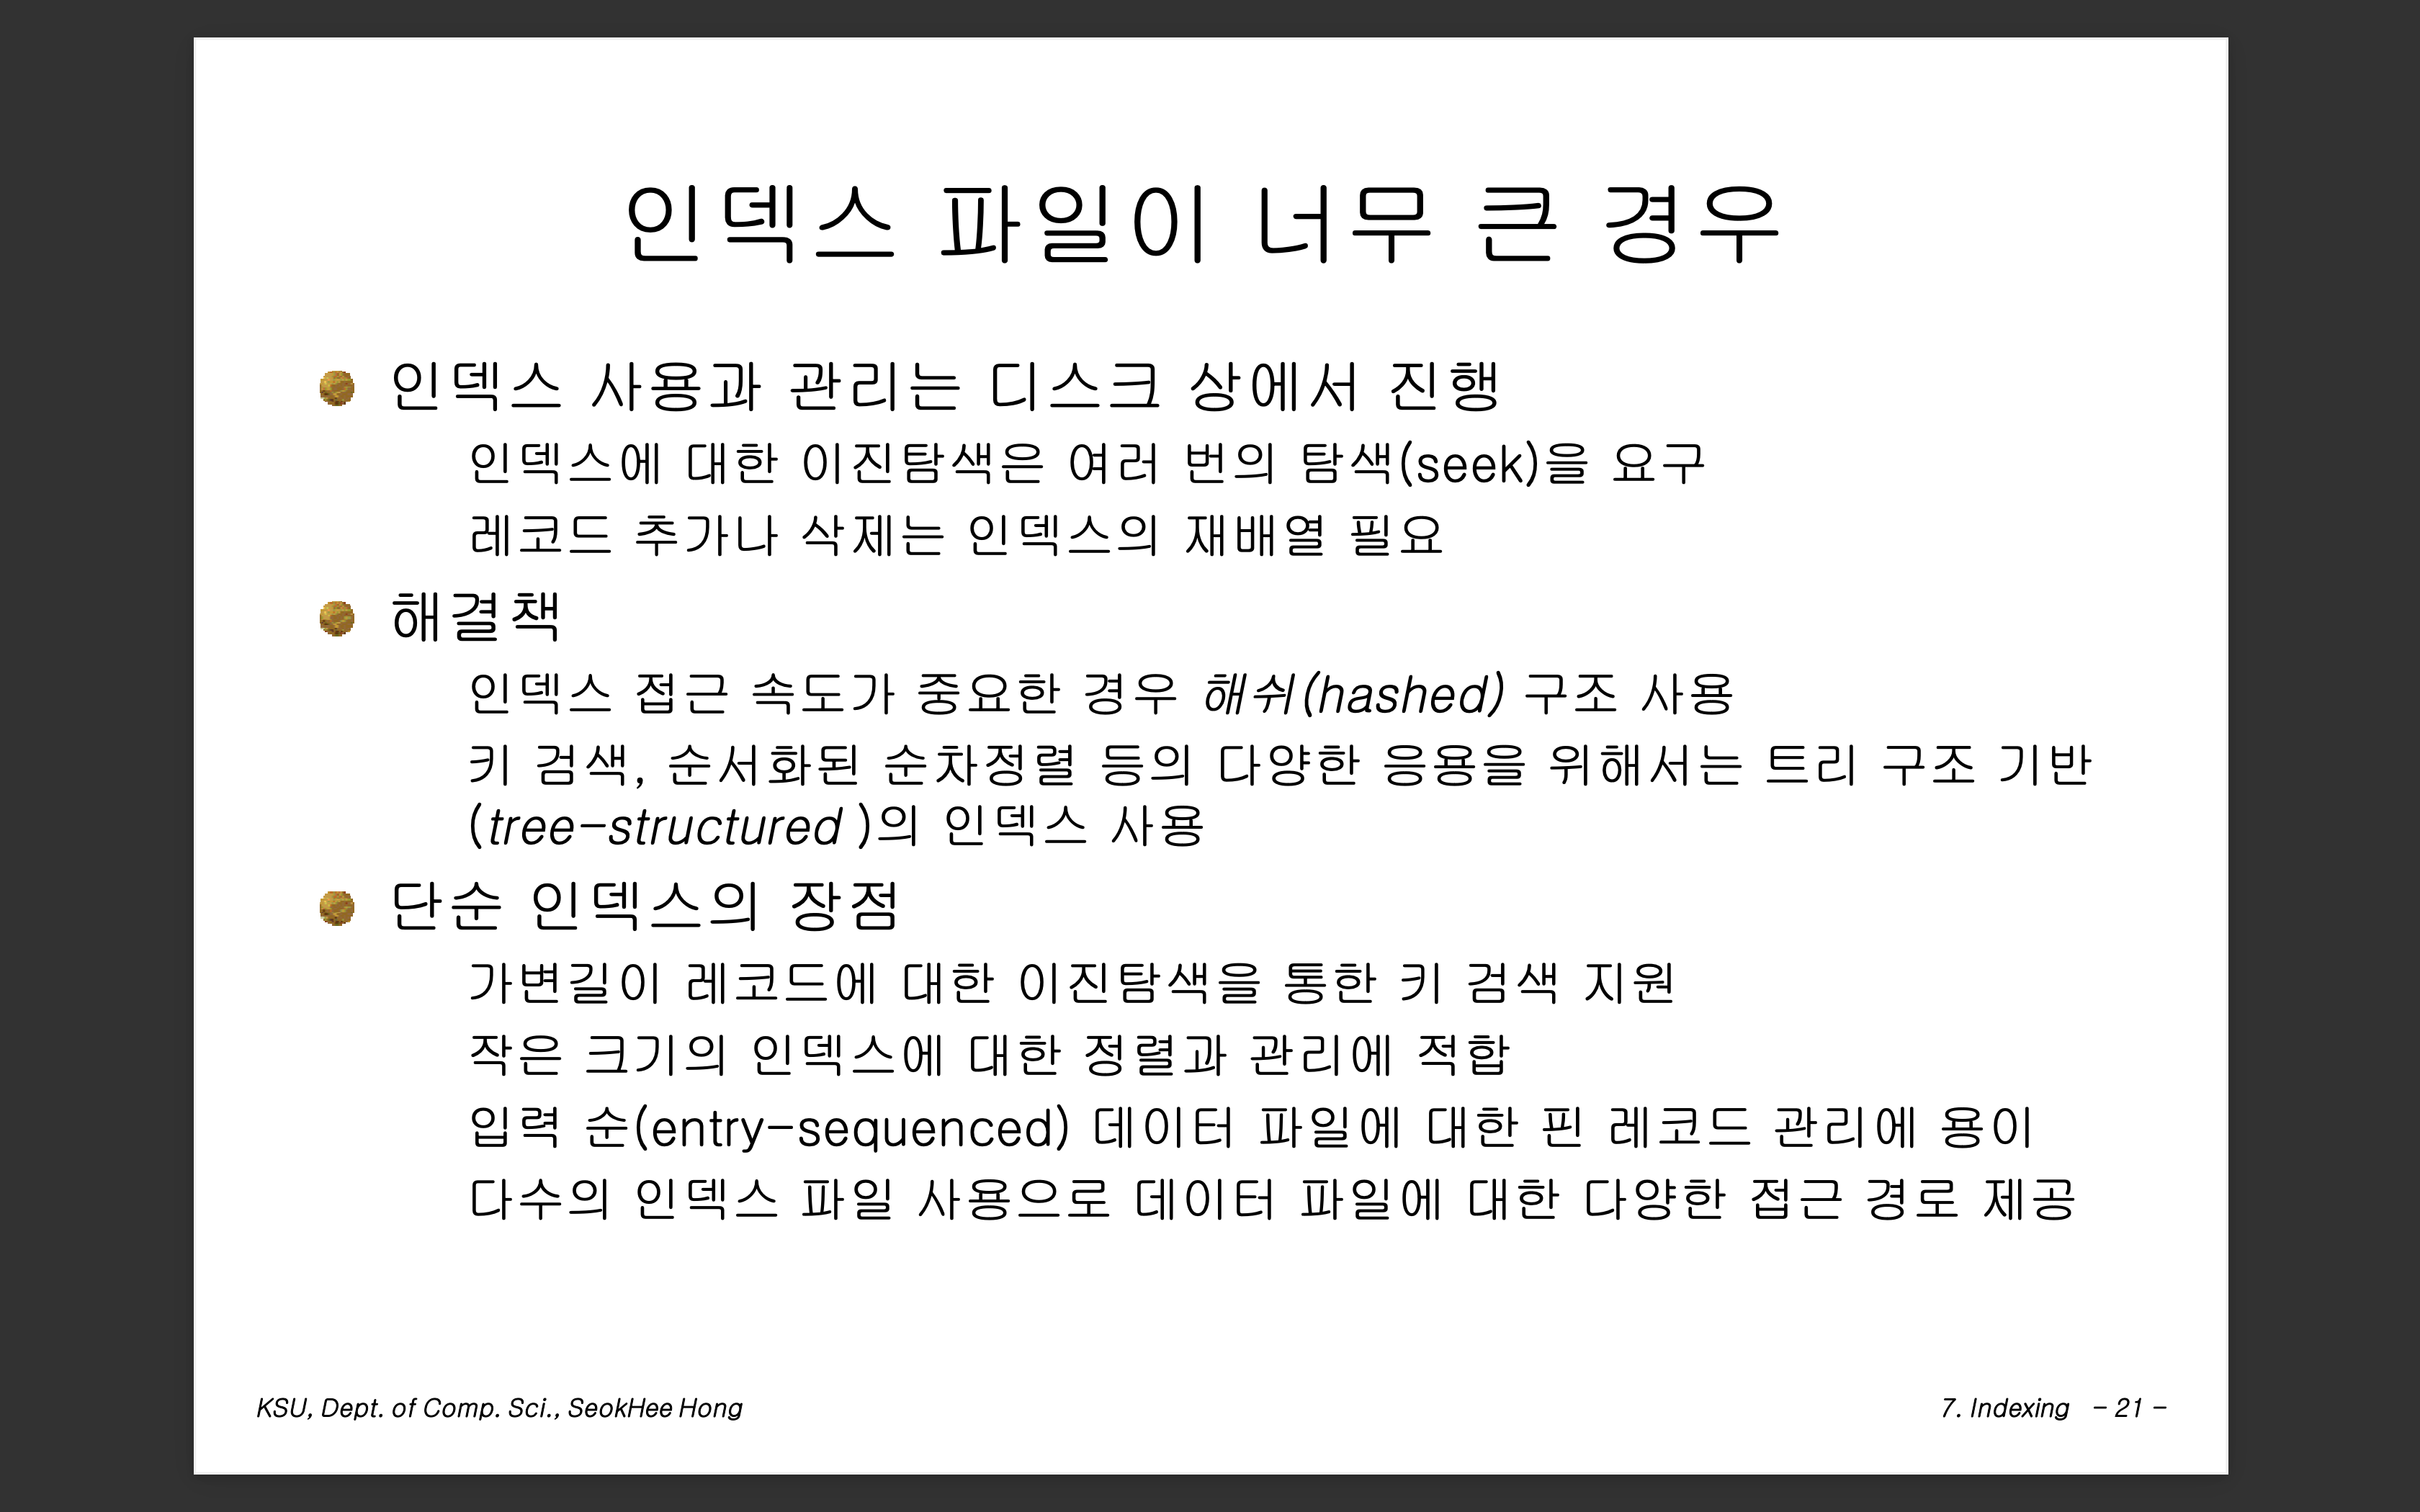 인덱스 파일이 너무 큰 경우
인덱스 사용과 관리는 디스크 상에서 진행
인덱스에 대한 이진탐색은 여러 번의 탐색(seek)을 요구
레코드 추가나 삭제는 인덱스의 재배열 필요
해결책
인덱스 접근 속도가 중요한 경우 해쉬(hashed) 구조 사용
키 검색, 순서화된 순차정렬 등의 다양한 응용을 위해서는 트리 구조 기반
(tree-structured )의 인덱스 사용
단순 인덱스의 장점
가변길이 레코드에 대한 이진탐색을 통한 키 검색 지원
작은 크기의 인덱스에 대한 정렬과 관리에 적합
입력 순(entry-sequenced) 데이터 파일에 대한 핀 레코드 관리에 용이
다수의 인덱스 파일 사용으로 데이터 파일에 대한 다양한 접근 경로 제공
KSU, Dept. of Comp. Sci., SeokHee Hong
7. Indexing - 21 -